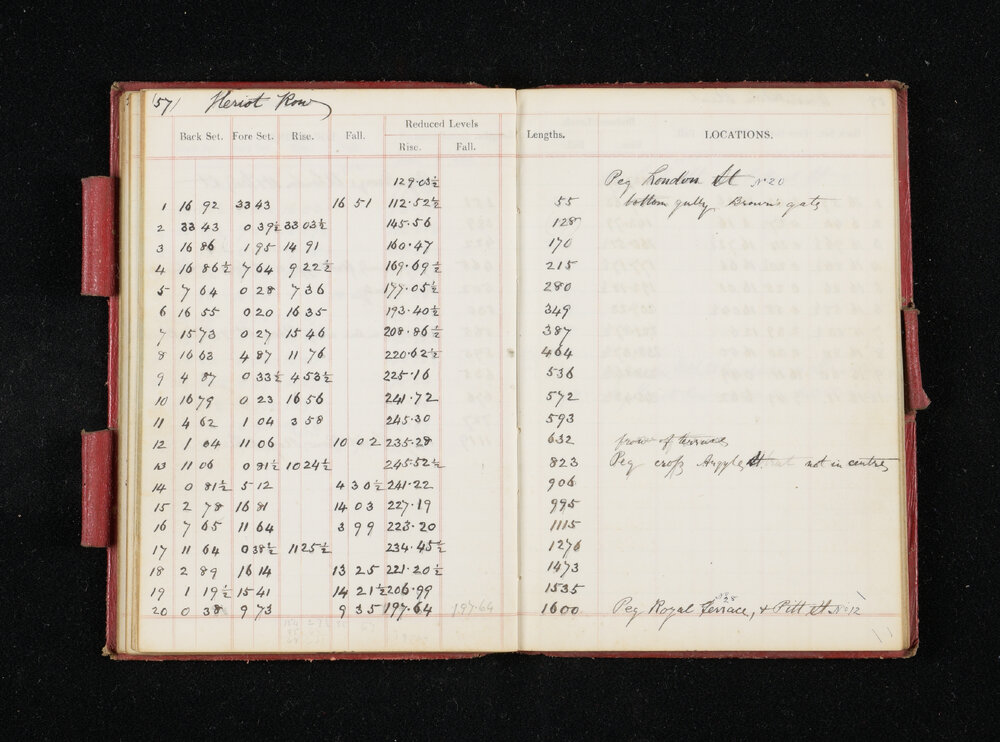 (57) Heriot Row
Back Set. Fore Set. Rise. Fall. Reduced Levels Rise. Fall. Lengths. LOCATIONS.
129.03½ Peg London St No 20
1 16 92 33 43 16 51 112.52½ 55 bottom gully Brown's gate
2 33 43 0 39½ 33 03½ 145.56 128
3 16 86 1 95 14 91 160.47 170
4 16 86½ 7 64 9 22½ 169.69½ 215
5 7 64 0 28 7 36 177.05½ 280
6 16 55 0 20 16 35 193.40½ 349
7 15 73 0 27 15 46 208.86½ 387
8 16 63 4 87 11 76 220.62½ 464
9 4 87 0 33½ 4 53½ 225.16 536
10 16 79 0 23 16 56 241.72 572
11 4 62 1 04 3 58 245.30 593
12 1 04 11 06 10 02 235.28 632 of terraces
13 11 06 0 81½ 10 24½ 245.52½ 823 Peg cross Argyle not in centre
14 0 81½ 5 12 4 30½ 241.22 906
15 2 78 16 81 14 03 227.19 995
16 7 65 11 64 3 99 223.20 1115
17 11 64 0 38½ 11 25½ 234.45½ 1276
18 2 89 16 14 13 25 221.20½ 1473
19 1 19½ 15 41 14 21½ 206.99 1535
20 0 38 9 73 9 35 197.64 197.64 1600 Peg Royal Terrace, & Pitt St No 12